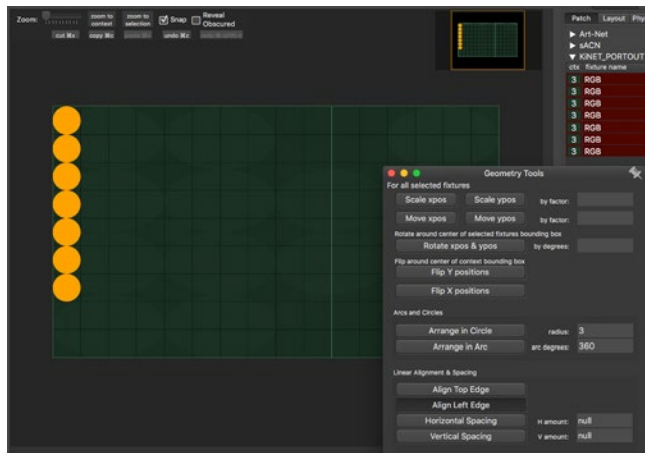 Zoom:
zoom to context
zoom to selection
Snap
Reveal Obscured
cut ⌘x
copy ⌘c
undo ⌘z
Patch Layout Phy
Art-Net
sACN
KiNET_PORTOUT
ctx fixture name
3 RGB
3 RGB
3 RGB
3 RGB
3 RGB
3 RGB
3 RGB
Geometry Tools
For all selected fixtures
Scale xpos Scale ypos by factor:
Move xpos Move ypos by factor:
Rotate around center of selected fixtures bounding box
Rotate xpos & ypos by degrees:
Flip around center of context bounding box
Flip Y positions
Flip X positions
Arcs and Circles
Arrange in Circle radius: 3
Arrange in Arc arc degrees: 360
Linear Alignment & Spacing
Align Top Edge
Align Left Edge
Horizontal Spacing H amount: null
Vertical Spacing V amount: null